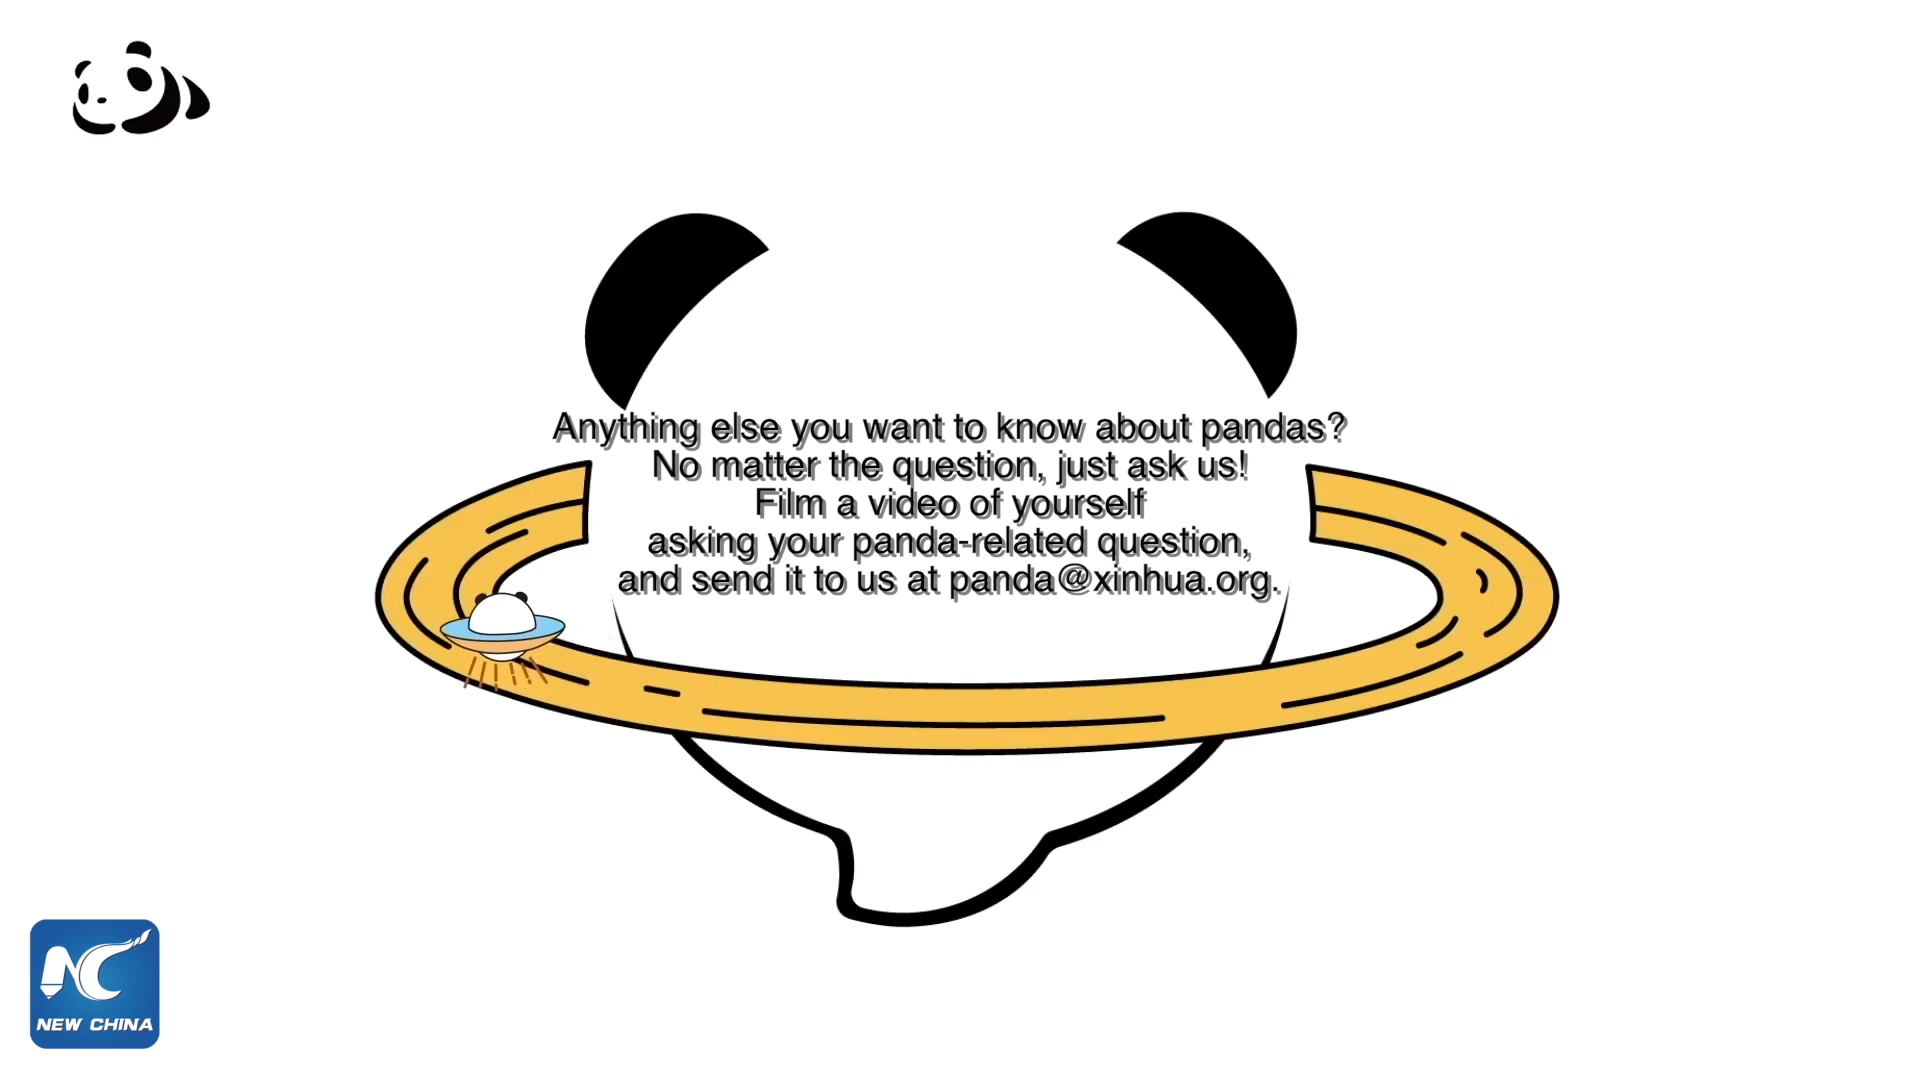 Anything else you want to know about pandas?
No matter the question, just ask us!
Film a video of yourself
asking your panda-related question,
and send it to us at panda@xinhua.org.
NC
NEW CHINA